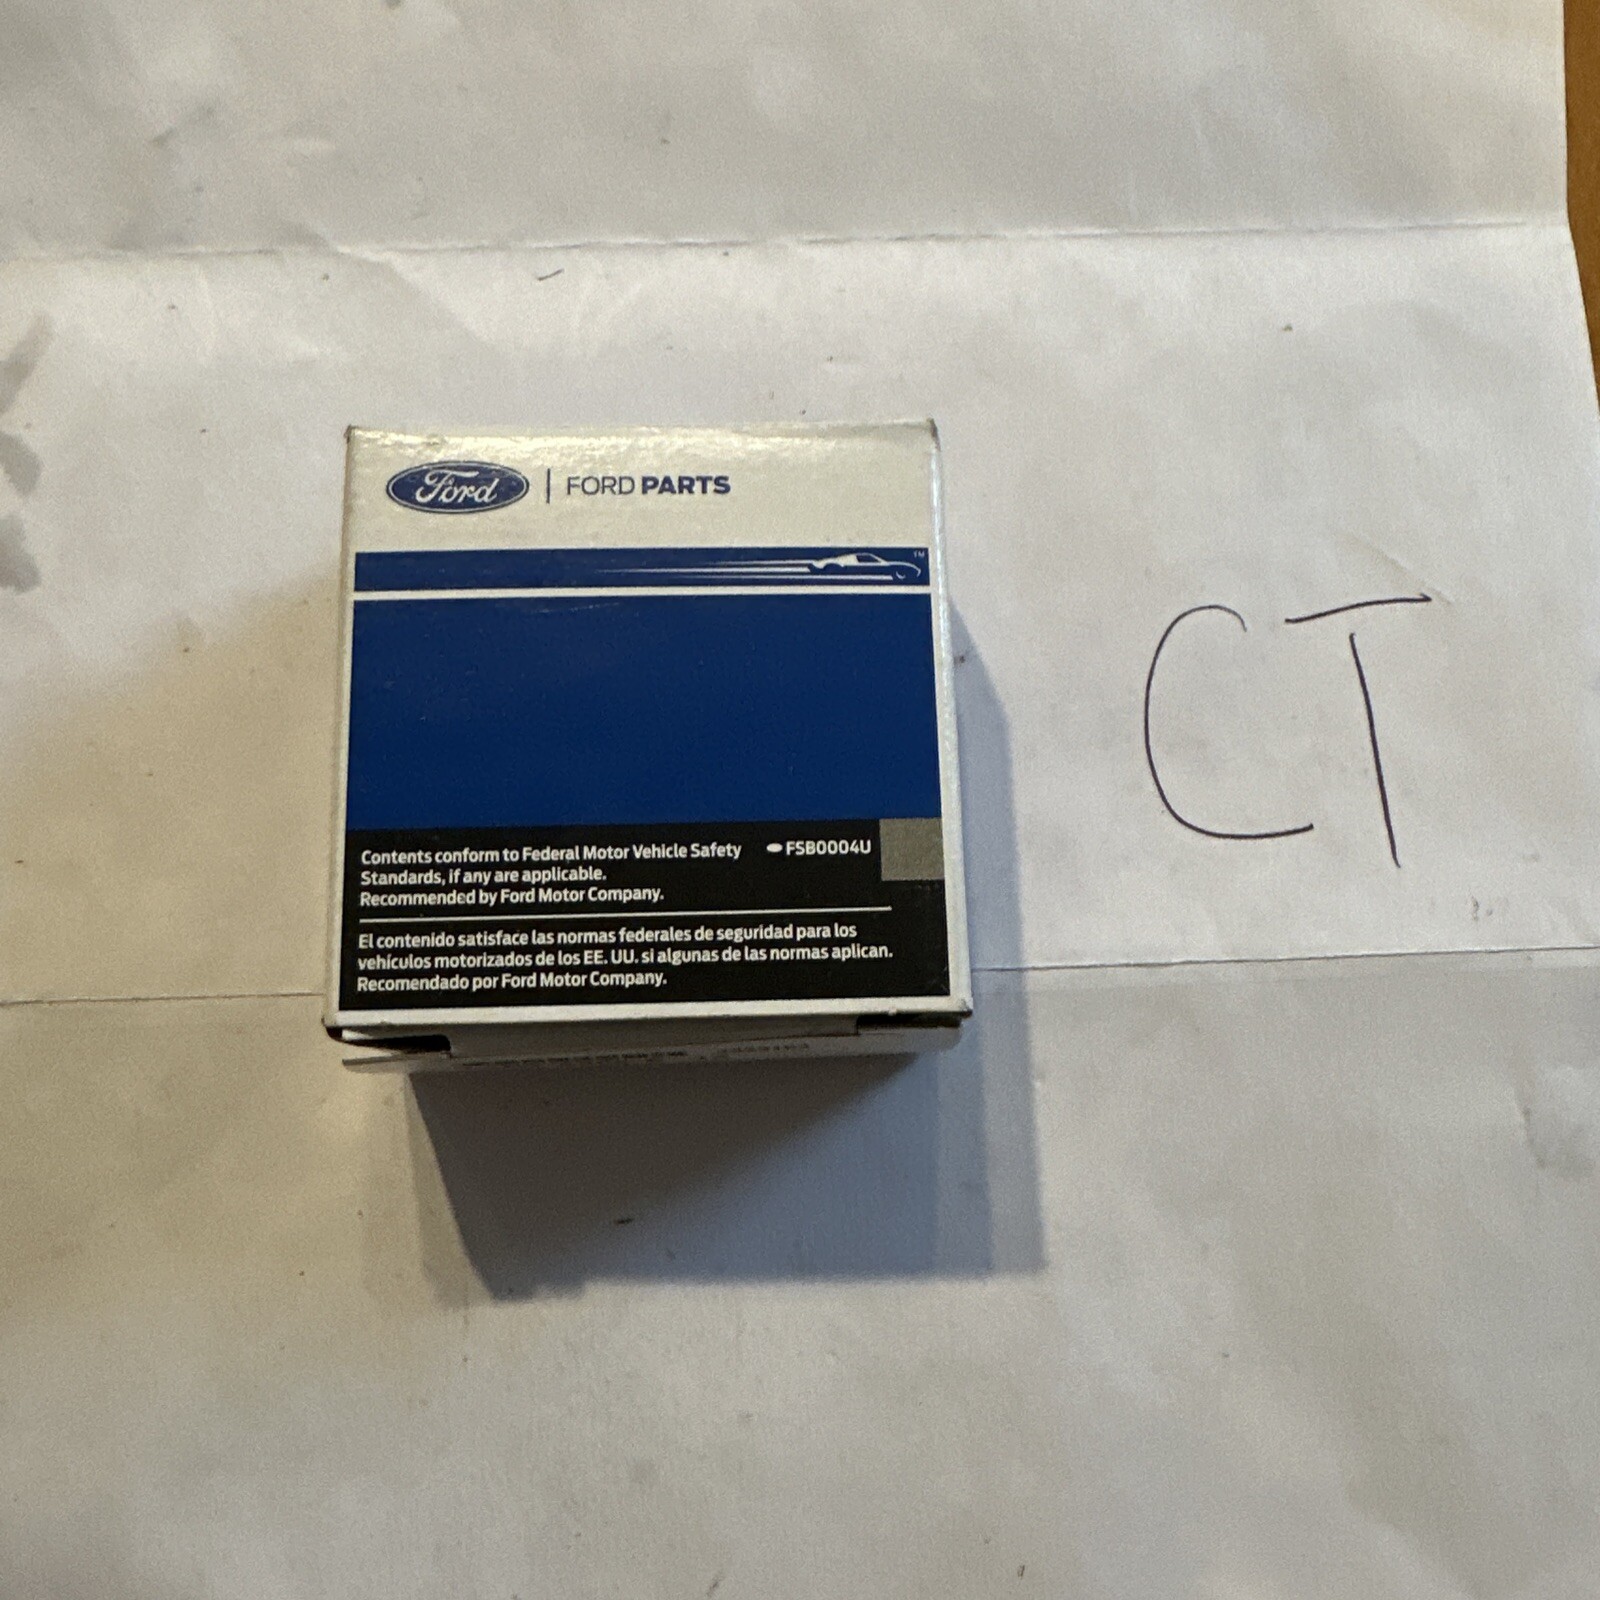 Ford | FORD PARTS
TM
Contents conform to Federal Motor Vehicle Safety
Standards, if any are applicable.
Recommended by Ford Motor Company.
FSB0004U
El contenido satisface las normas federales de seguridad para los
vehículos motorizados de los EE. UU. si algunas de las normas aplican.
Recomendado por Ford Motor Company.
CT